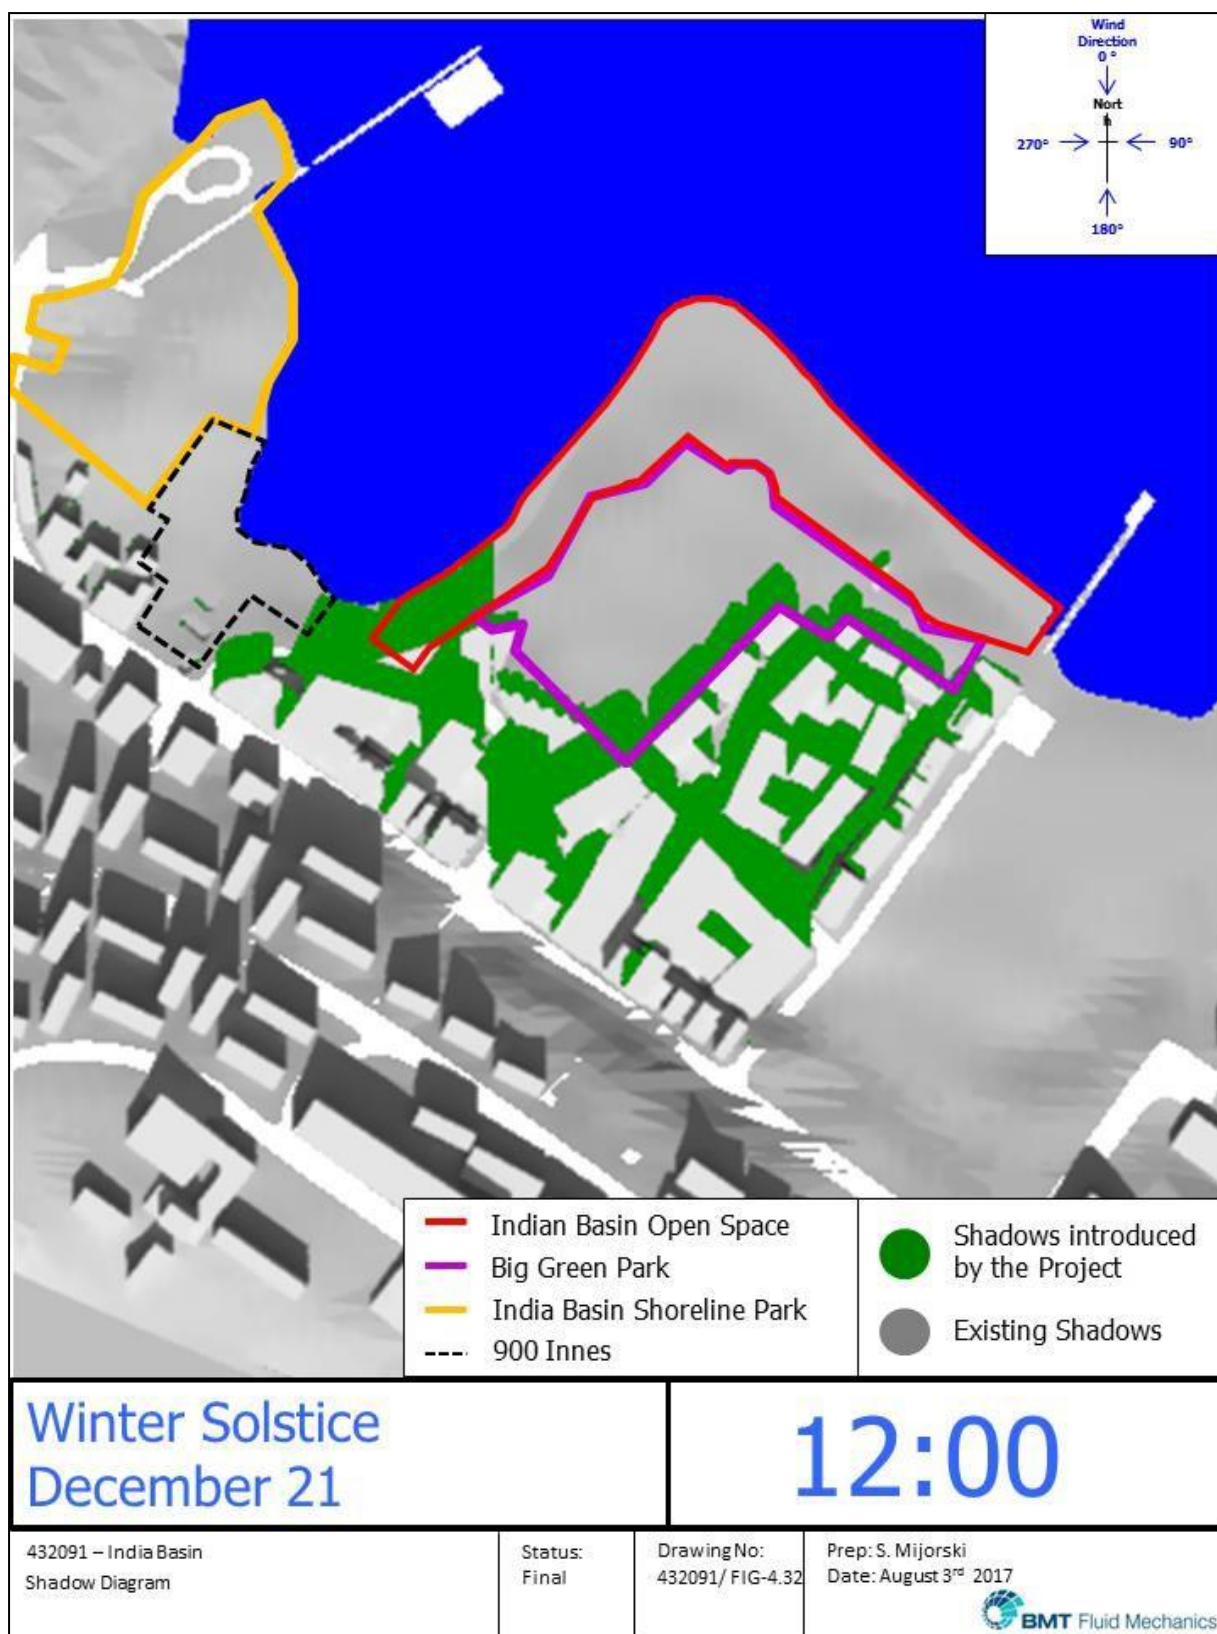 Wind
Direction
0 °
Nort
h
270°
90°
180°
Indian Basin Open Space
Big Green Park
India Basin Shoreline Park
900 Innes
Shadows introduced
by the Project
Existing Shadows
Winter Solstice
December 21
12:00
432091 – India Basin
Shadow Diagram
Status:
Final
Drawing No:
432091/ FIG-4.32
Prep: S. Mijorski
Date: August 3rd 2017
BMT Fluid Mechanics